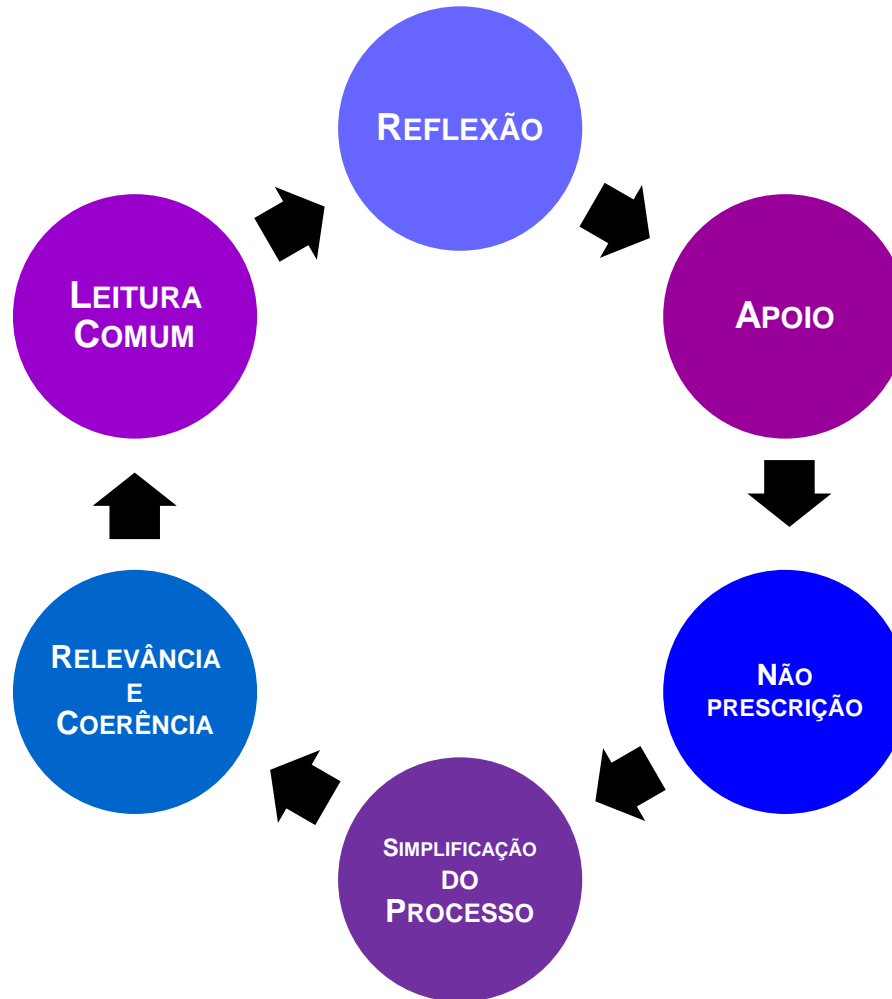 REFLEXÃO
APOIO
NÃO
PRESCRIÇÃO
SIMPLIFICAÇÃO
DO
PROCESSO
RELEVÂNCIA
E
COERÊNCIA
LEITURA
COMUM